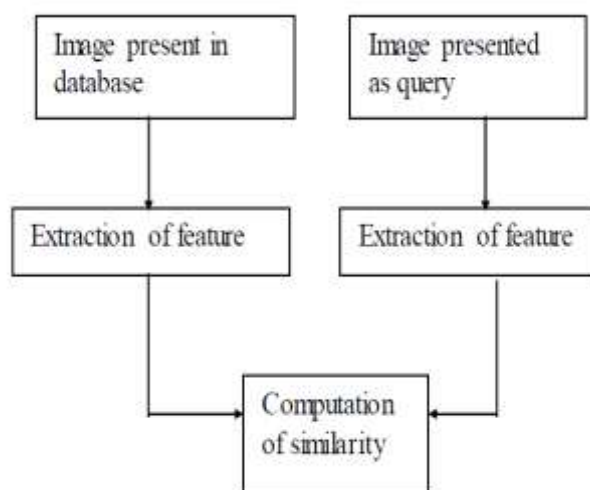 Image present in
database
Image presented
as query
Extraction of feature
Extraction of feature
Computation
of similarity